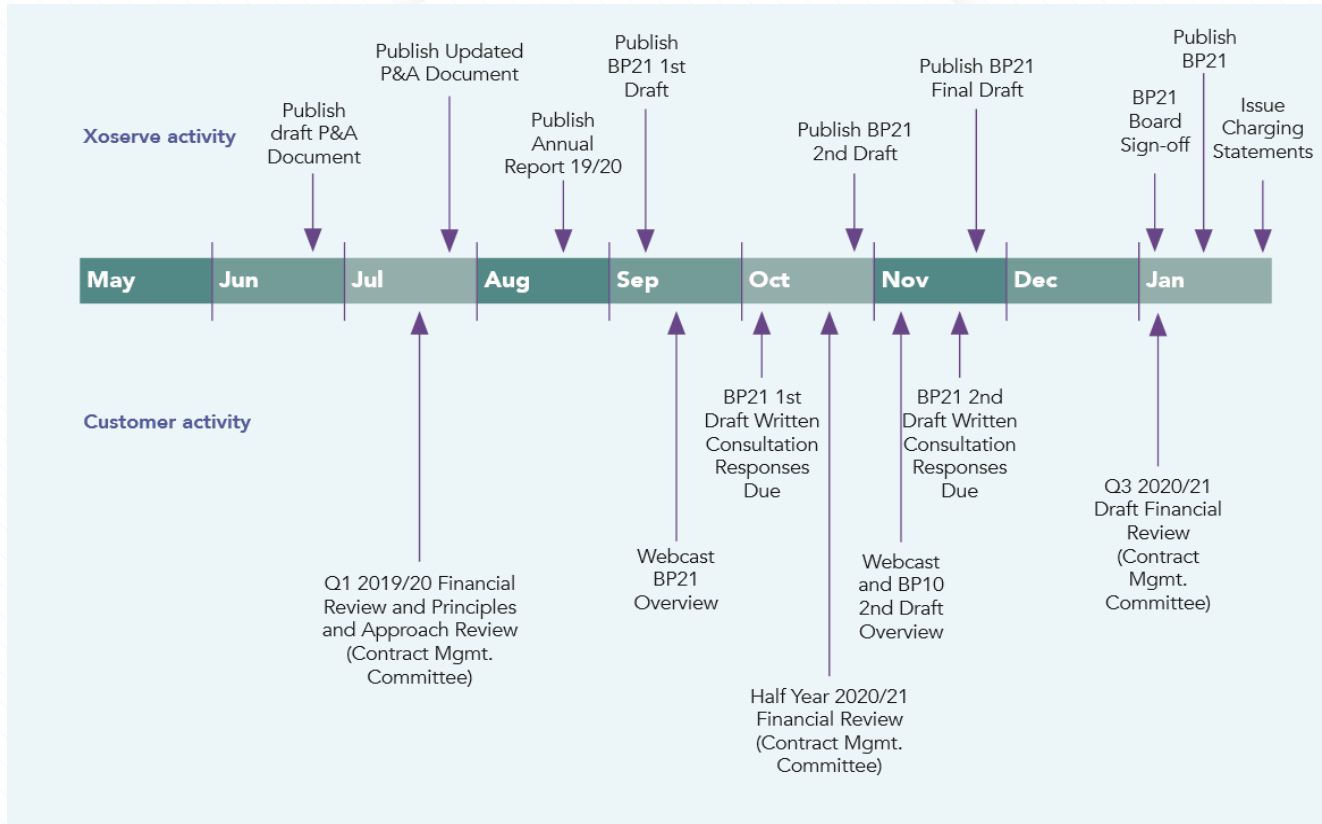 Xoserve activity
Publish
draft P&A
Document
Publish Updated
P&A Document
Publish
Annual
Report 19/20
Publish
BP21 1st
Draft
Publish BP21
2nd Draft
Publish BP21
Final Draft
BP21
Board
Sign-off
Publish
BP21
Issue
Charging
Statements
May
Jun
Jul
Aug
Sep
Oct
Nov
Dec
Jan
Customer activity
Q1 2019/20 Financial
Review and Principles
and Approach Review
(Contract Mgmt.
Committee)
Webcast
BP21
Overview
BP21 1st
Draft Written
Consultation
Responses
Due
Half Year 2020/21
Financial Review
(Contract Mgmt.
Committee)
Webcast
and BP10
2nd Draft
Overview
BP21 2nd
Draft Written
Consultation
Responses
Due
Q3 2020/21
Draft Financial
Review
(Contract
Mgmt.
Committee)